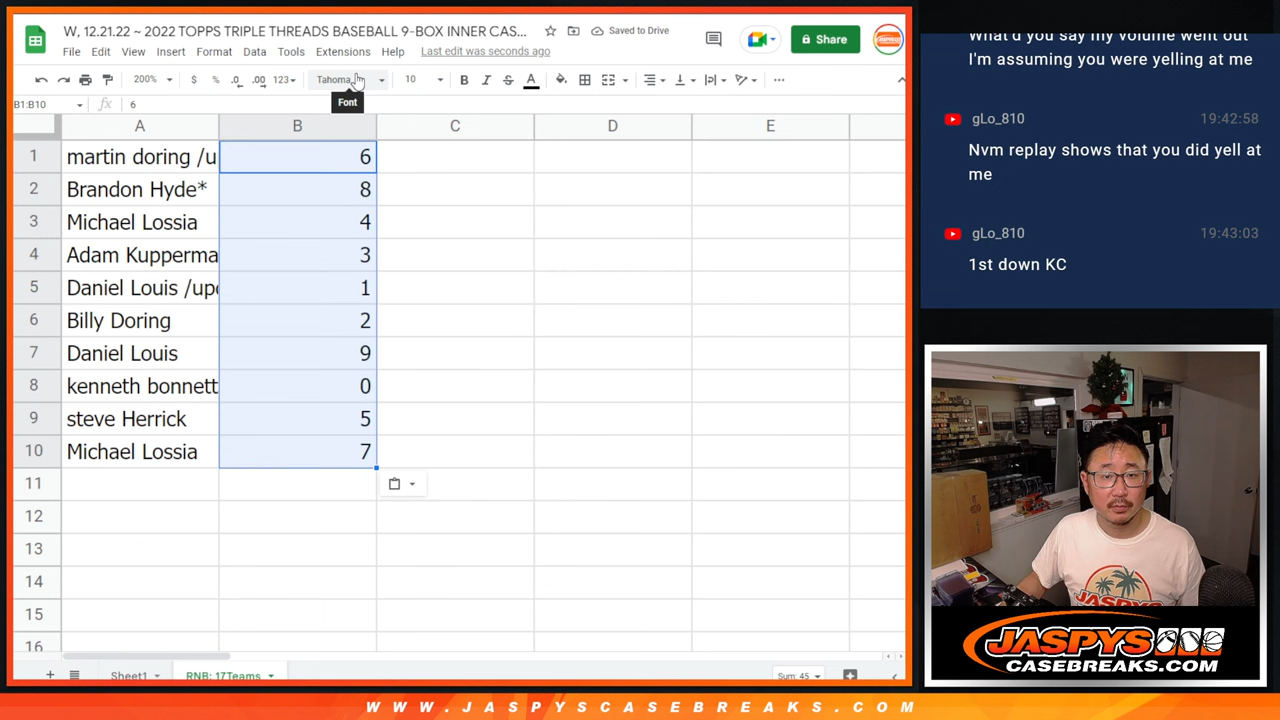 W, 12.21.22 ~ 2022 TOPPS TRIPLE THREADS BASEBALL 9-BOX INNER CAS...
Saved to Drive
Share
File Edit View Insert Format Data Tools Extensions Help Last edit was seconds ago
200% $ % .0 .00 123 Tahoma 10 B I S A
Font
B1:B10 fx 6
A B C D E
1 martin doring /u 6
2 Brandon Hyde* 8
3 Michael Lossia 4
4 Adam Kupperma 3
5 Daniel Louis /upd 1
6 Billy Doring 2
7 Daniel Louis 9
8 kenneth bonnett 0
9 steve Herrick 5
10 Michael Lossia 7
11
12
13
14
15
16
Sheet1 RNB: 17Teams Sum: 45
What'd you say my volume went out
I'm assuming you were yelling at me
gLo_810 19:42:58
Nvm replay shows that you did yell at
me
gLo_810 19:43:03
1st down KC
JASPYS
JASPYS
CASEBREAKS.COM
WWW.JASPYSCASEBREAKS.COM